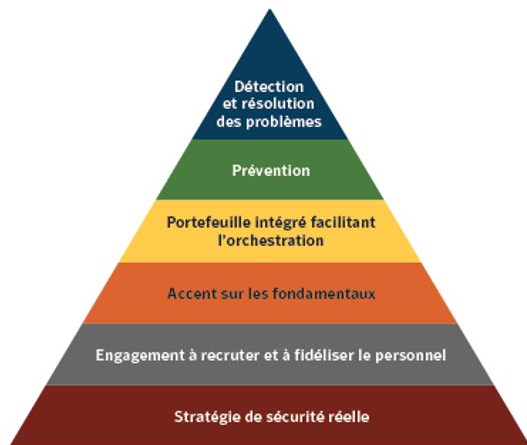 Détection
et résolution
des problèmes
Prévention
Portefeuille intégré facilitant
l'orchestration
Accent sur les fondamentaux
Engagement à recruter et à fidéliser le personnel
Stratégie de sécurité réelle